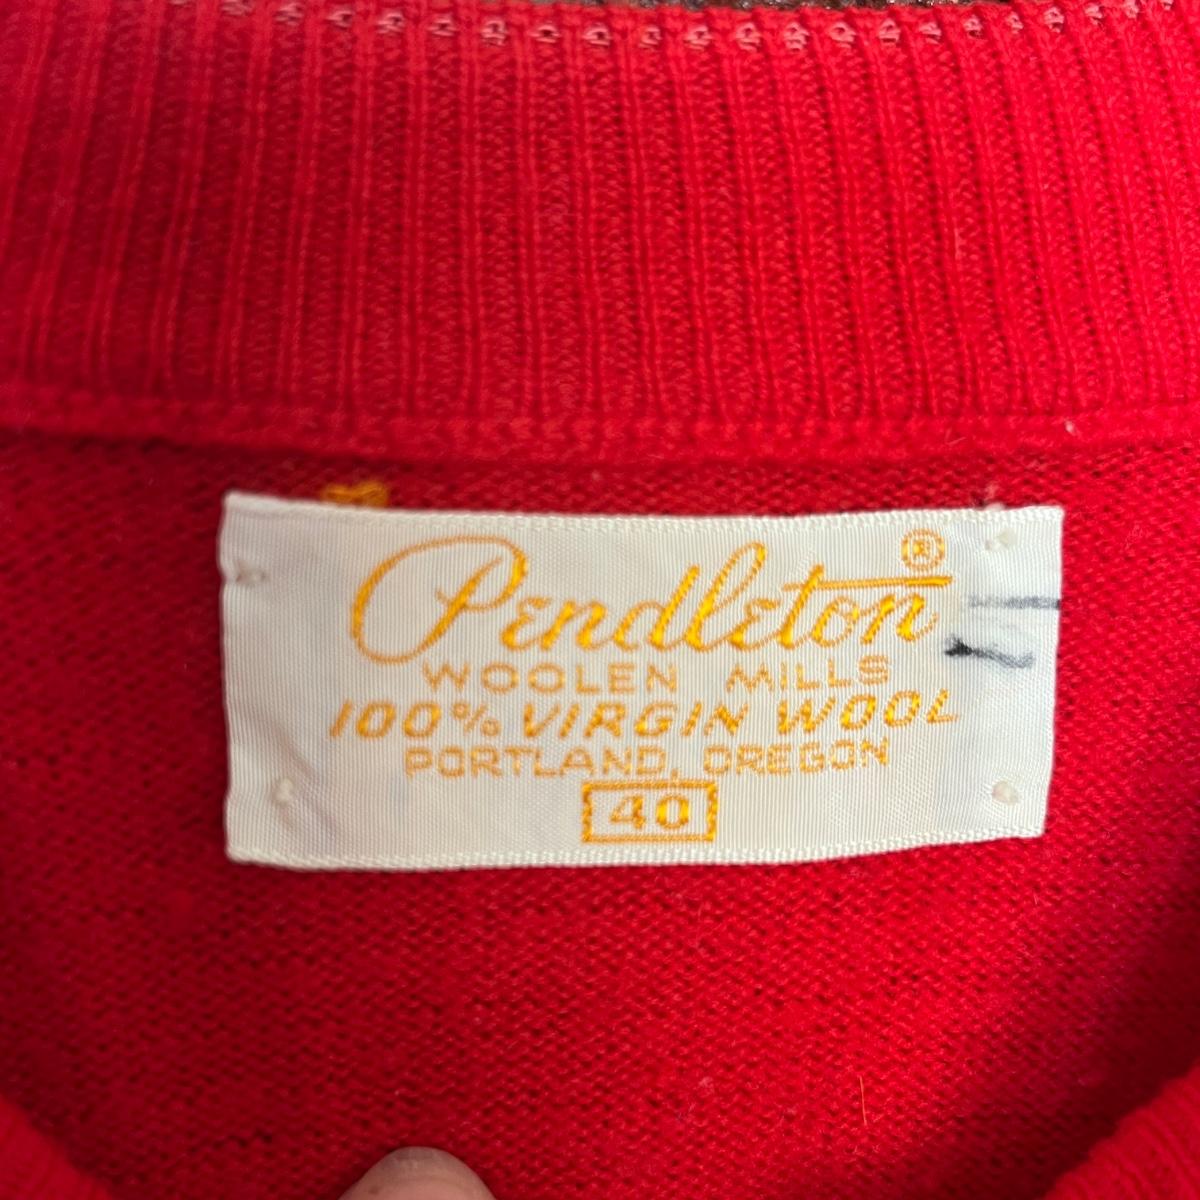 Pendleton®
WOOLEN MILLS
100% VIRGIN WOOL
PORTLAND, OREGON
40